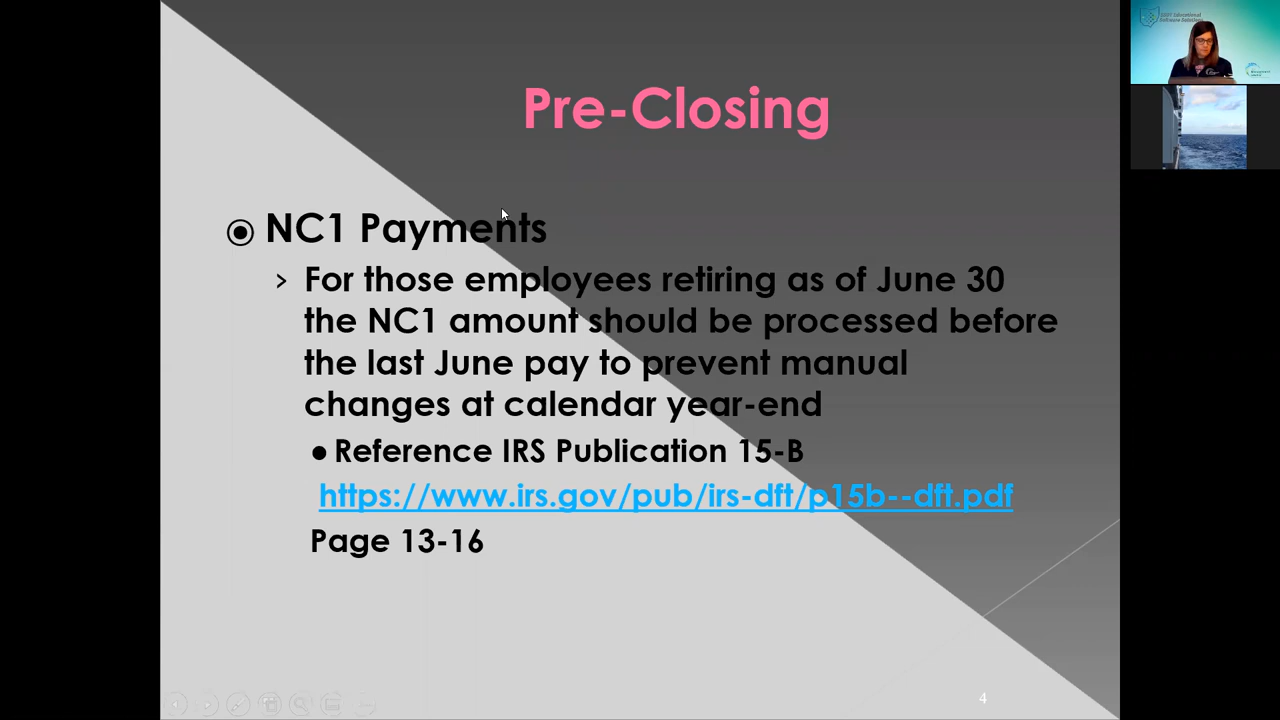 Pre-Closing
NC1 Payments
For those employees retiring as of June 30
the NC1 amount should be processed before
the last June pay to prevent manual
changes at calendar year-end
Reference IRS Publication 15-B
https://www.irs.gov/pub/irs-dft/p15b--dft.pdf
Page 13-16
4